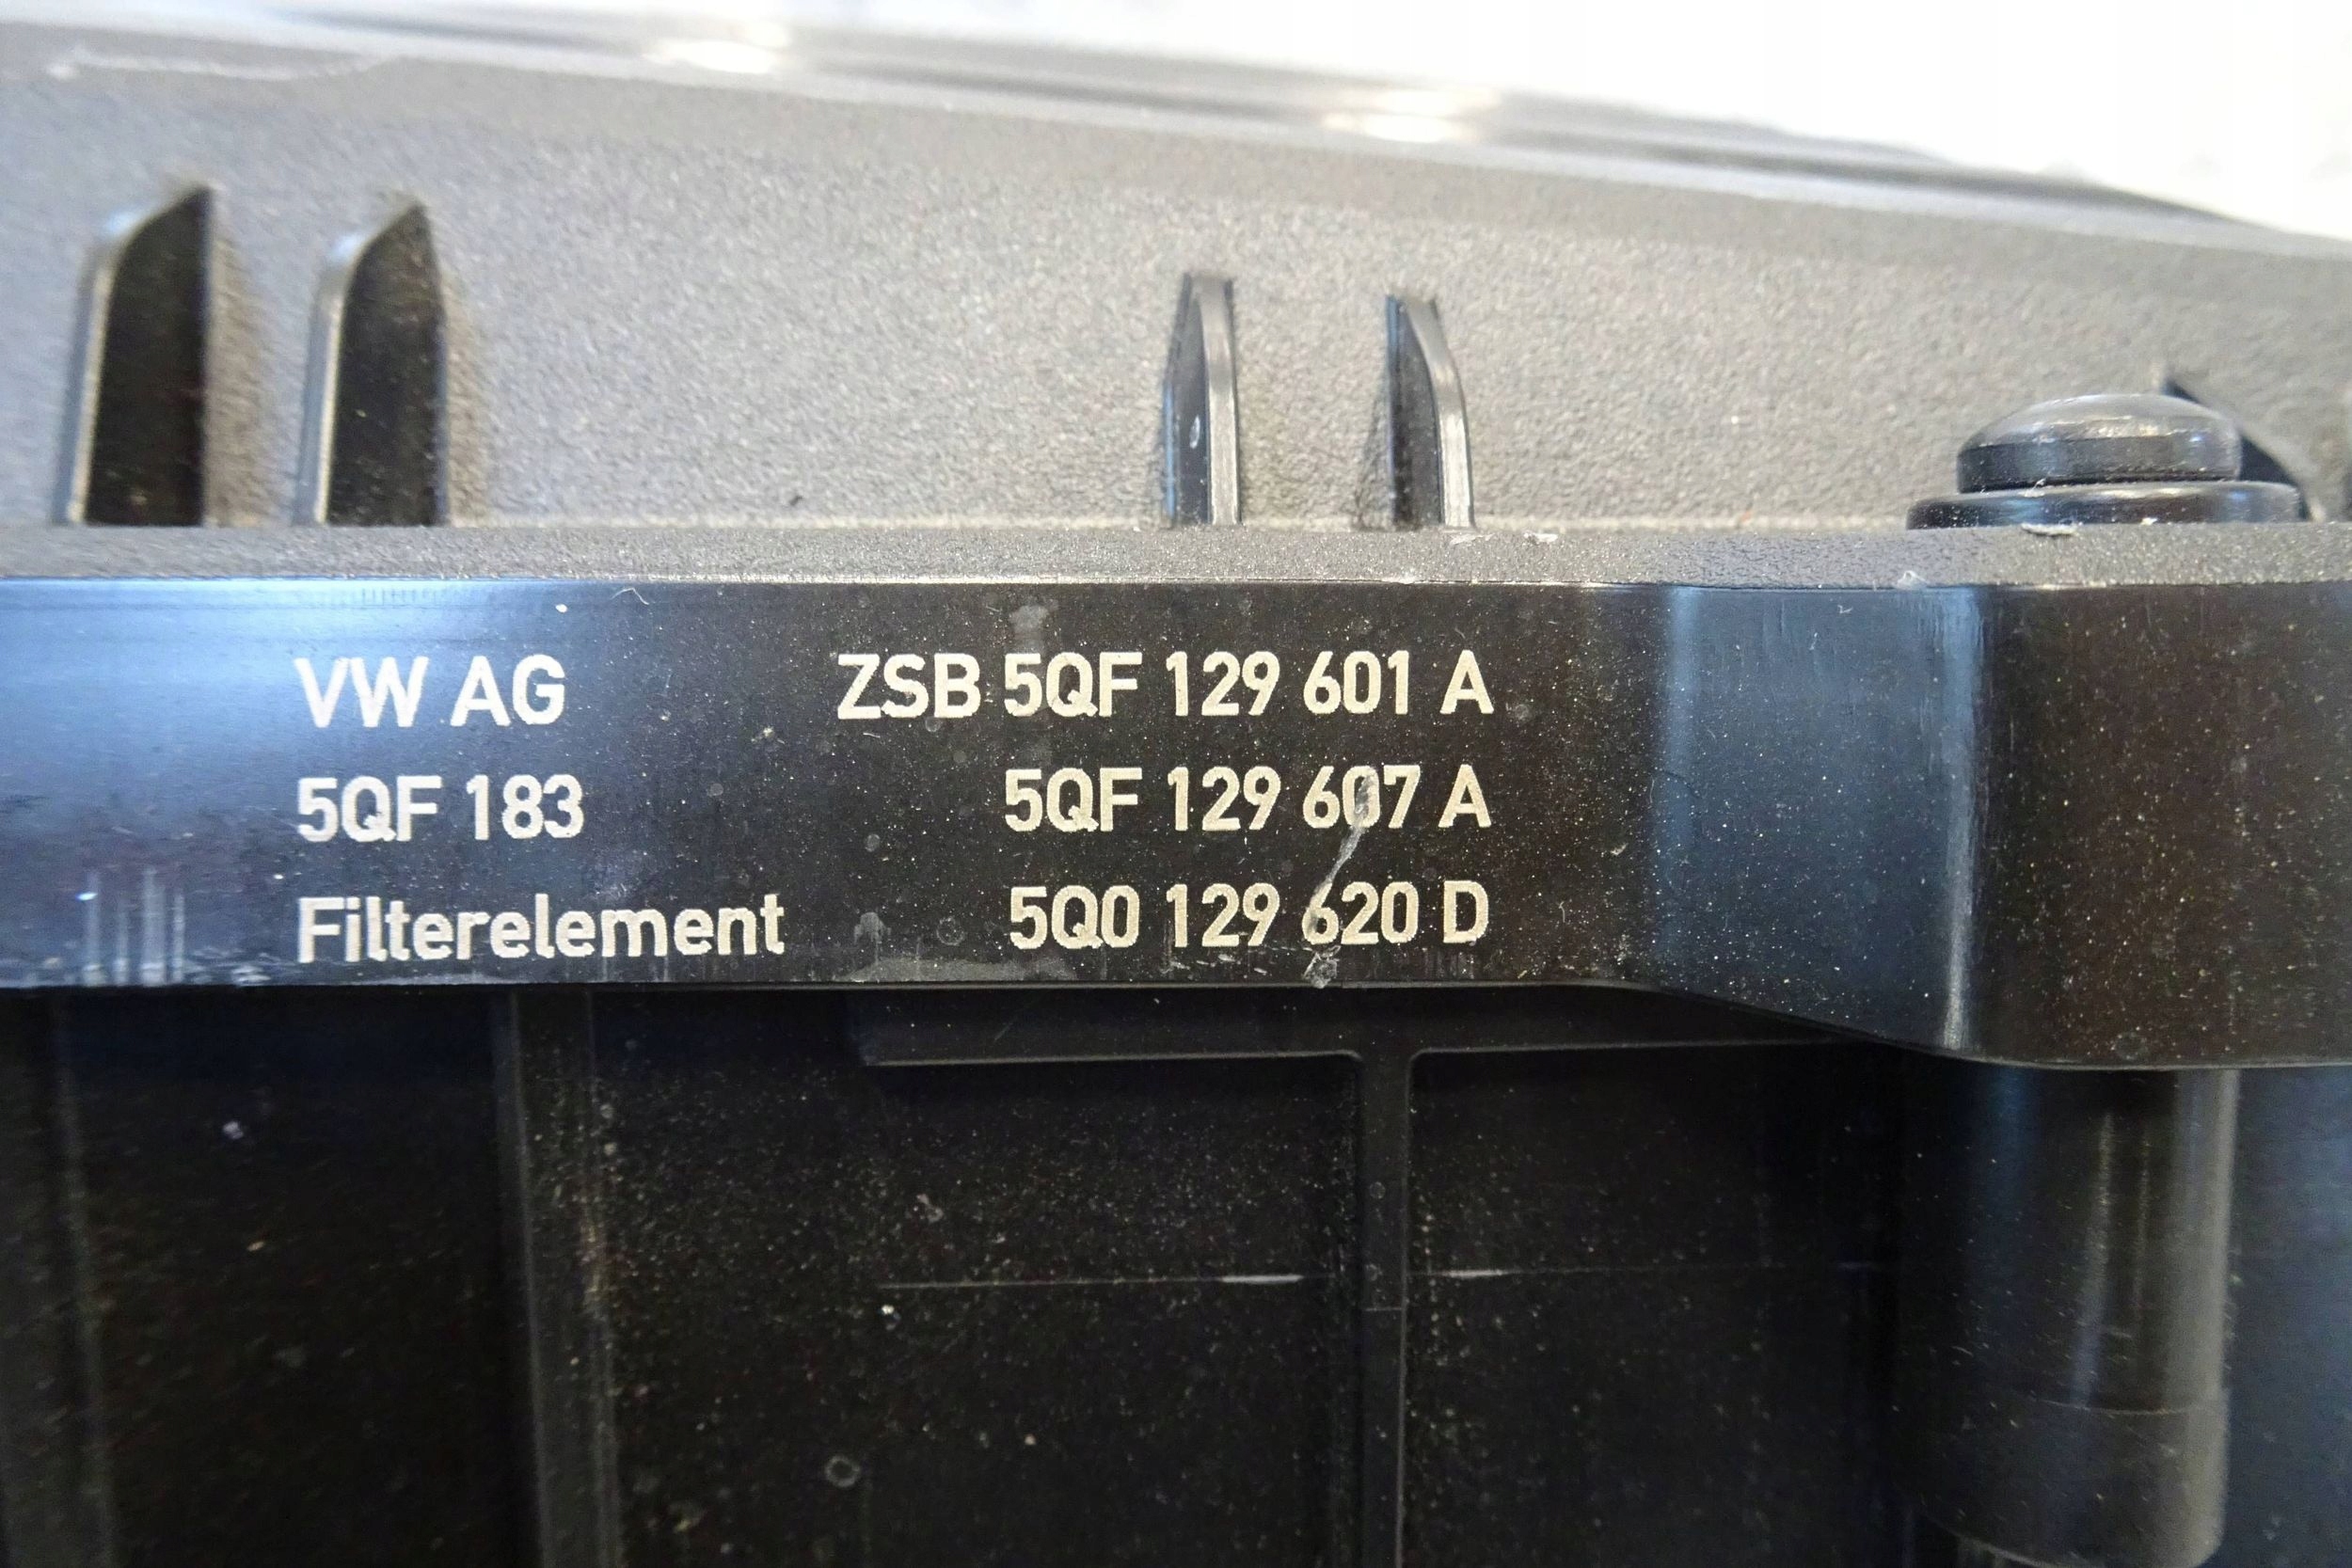 VW AG ZSB 5QF 129 601 A
5QF 183 5QF 129 607 A
Filterelement 5Q0 129 620 D